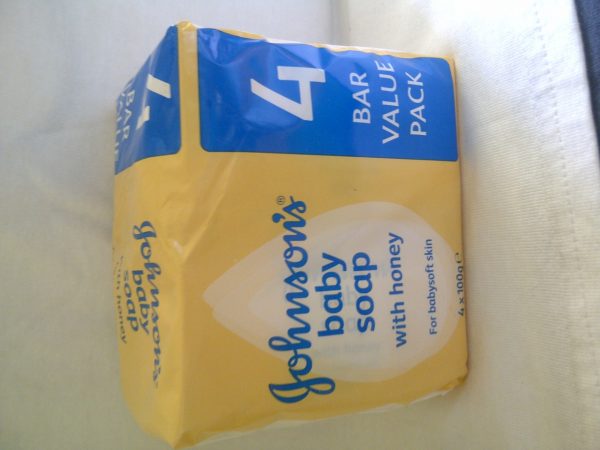 4
BAR
VALUE
PACK
Johnson's®
baby
soap
with honey
For babysoft skin
4 x 100g e
4
BAR
VALUE
Johnson's
baby
soap
with honey